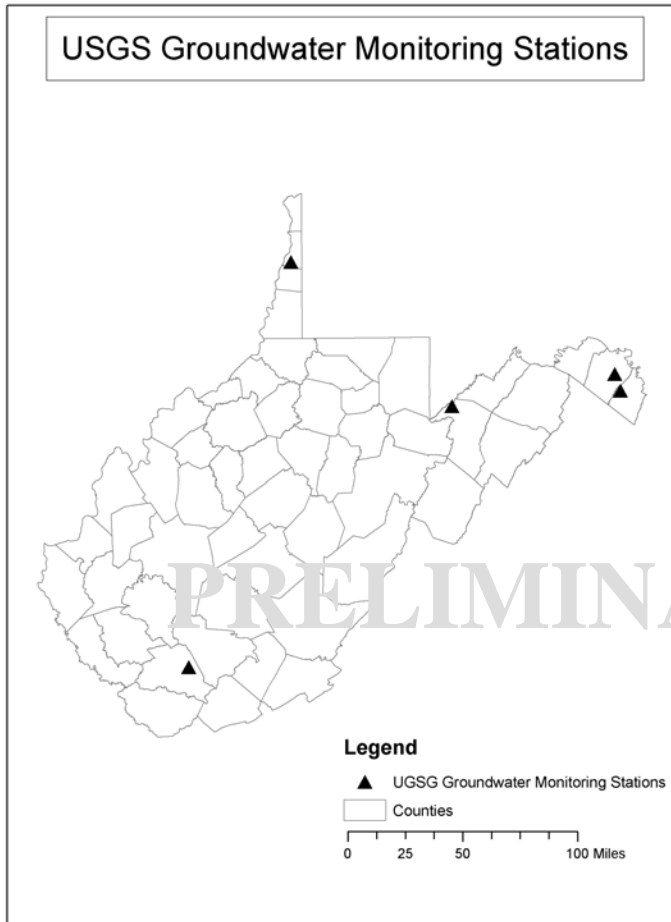 USGS Groundwater Monitoring Stations
PRELIMINA
Legend
UGSG Groundwater Monitoring Stations
Counties
0 25 50 100 Miles